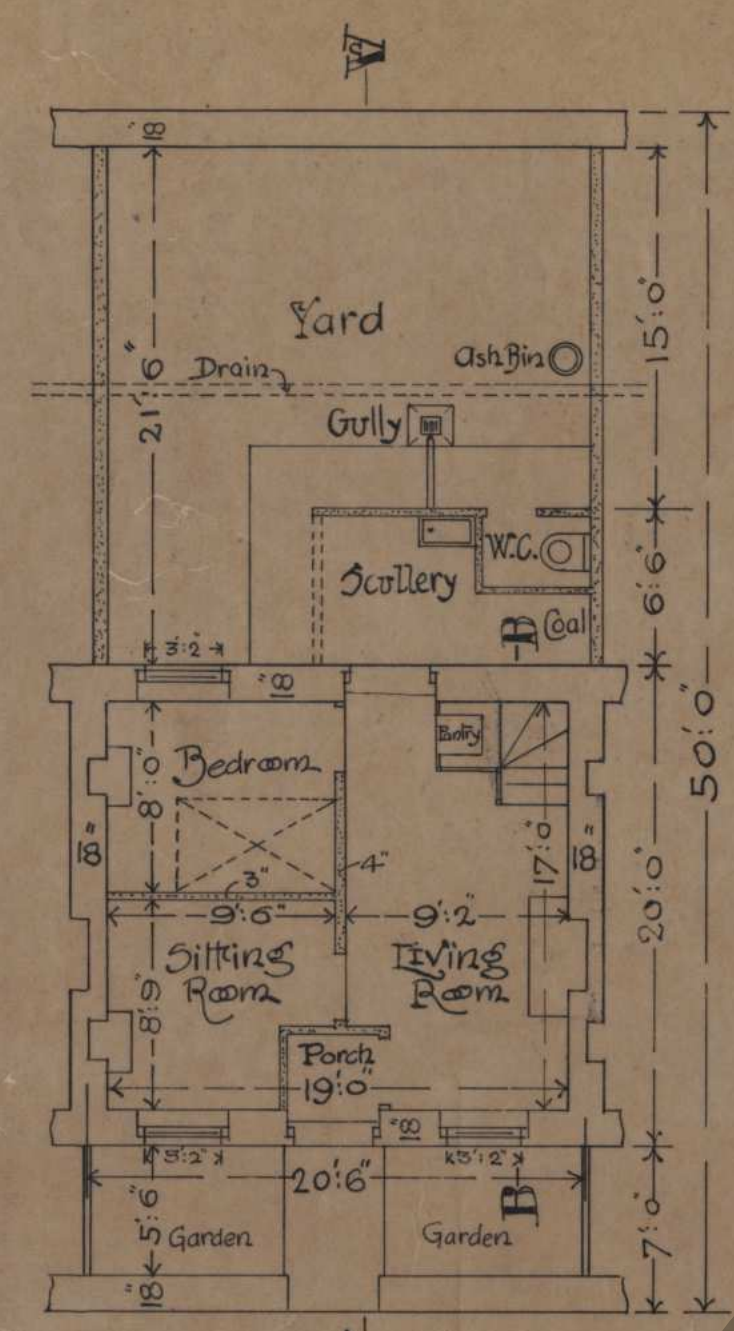 A
18"
Yard
15'.0"
21'.6"
Drain
Ash Bin
Gully
W.C.
Scullery
6'.6"
B
Coal
3'.2"
18"
50'.0"
Pantry
Bedroom
8'.0"
18"
4"
17'.0"
18"
3"
20'.0"
9'.6"
9'.2"
Sitting
Room
Living
Room
8'.9"
Porch
19'.0"
18"
3'.2"
3'.2"
20'.6"
B
5'.6"
7'.0"
Garden
Garden
18"